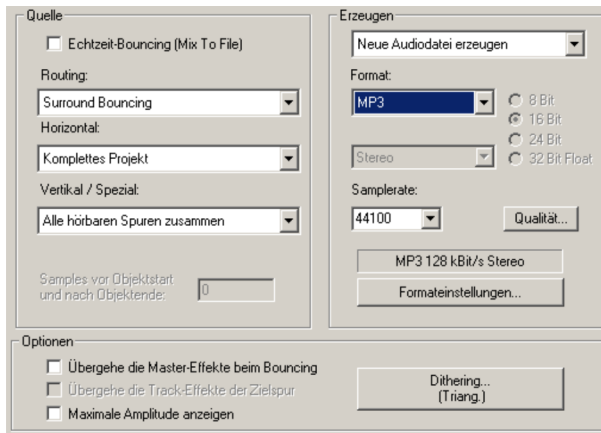 Quelle
Echtzeit-Bouncing (Mix To File)
Routing:
Surround Bouncing
Horizontal:
Komplettes Projekt
Vertikal / Spezial:
Alle hörbaren Spuren zusammen
Samples vor Objektstart
und nach Objektende:
0
Erzeugen
Neue Audiodatei erzeugen
Format:
MP3
8 Bit
16 Bit
24 Bit
32 Bit Float
Stereo
Samplerate:
44100
Qualität...
MP3 128 kBit/s Stereo
Formateinstellungen...
Optionen
Übergehe die Master-Effekte beim Bouncing
Übergehe die Track-Effekte der Zielspur
Maximale Amplitude anzeigen
Dithering...
(Triang.)